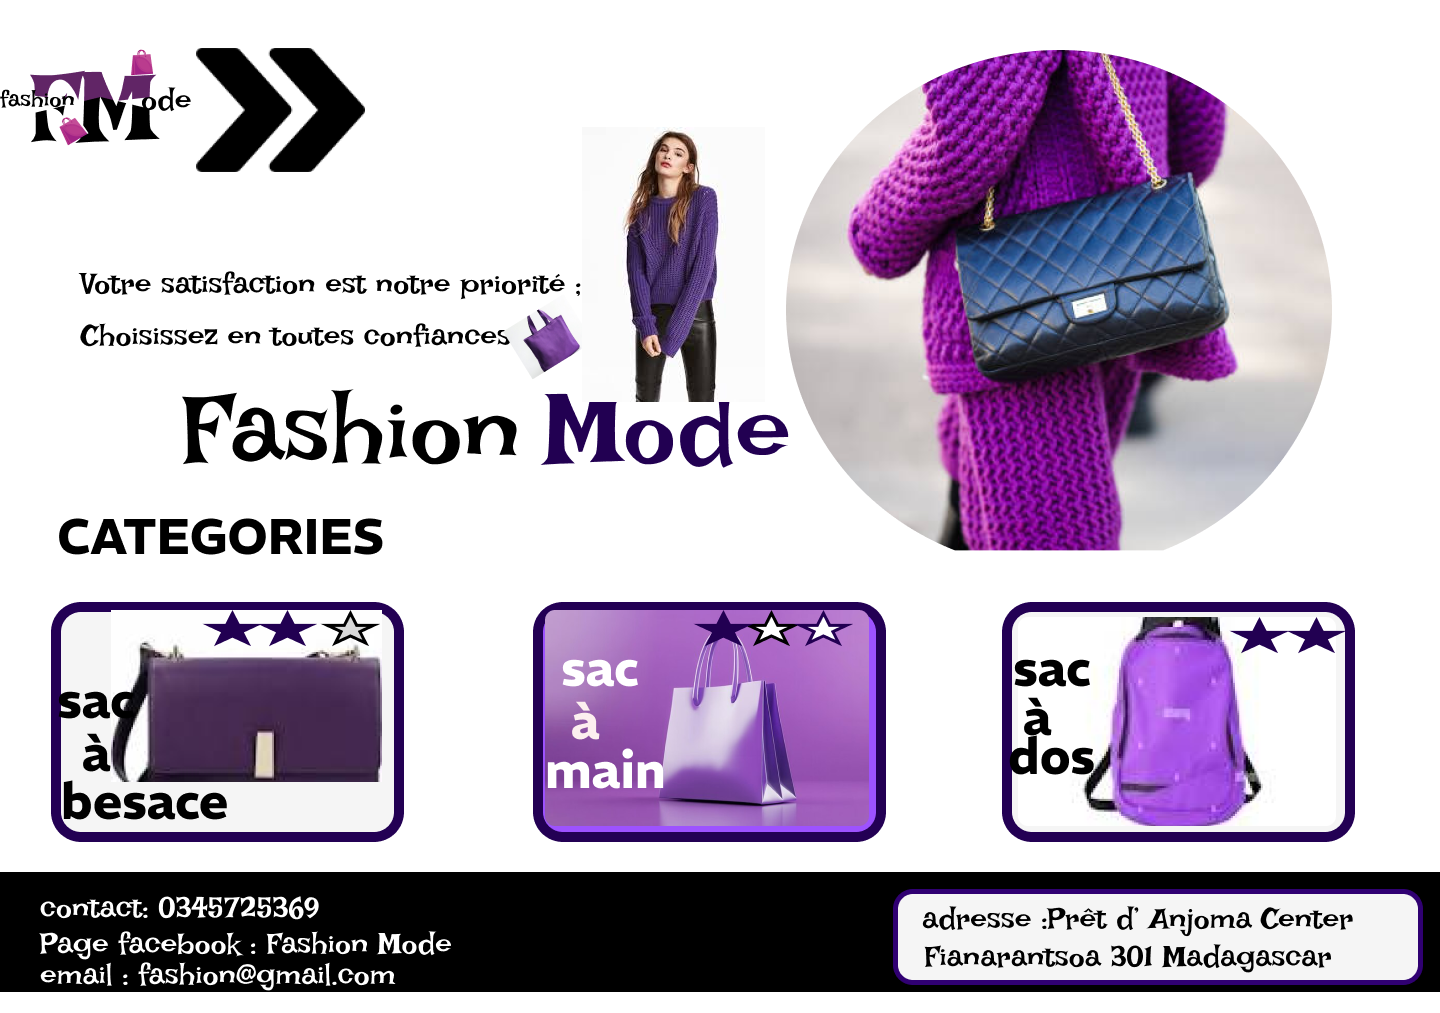 fashion FM ode
Votre satisfaction est notre priorité ;
Choisissez en toutes confiances
Fashion Mode
CATEGORIES
sac
à
besace
sac
à
main
sac
à
dos
contact: 0345725369
Page facebook : Fashion Mode
email : fashion@gmail.com
adresse :Prêt d' Anjoma Center
Fianarantsoa 301 Madagascar